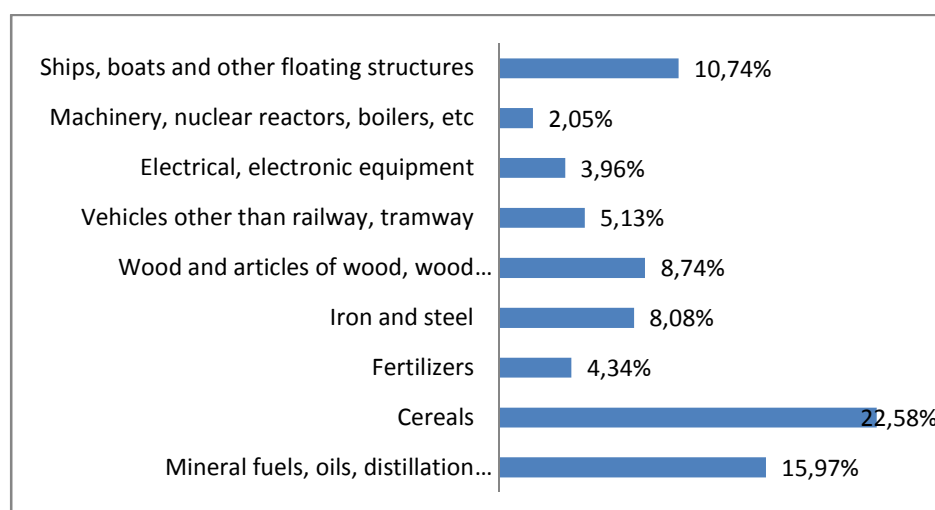 Ships, boats and other floating structures 10,74%
Machinery, nuclear reactors, boilers, etc 2,05%
Electrical, electronic equipment 3,96%
Vehicles other than railway, tramway 5,13%
Wood and articles of wood, wood… 8,74%
Iron and steel 8,08%
Fertilizers 4,34%
Cereals 22,58%
Mineral fuels, oils, distillation… 15,97%